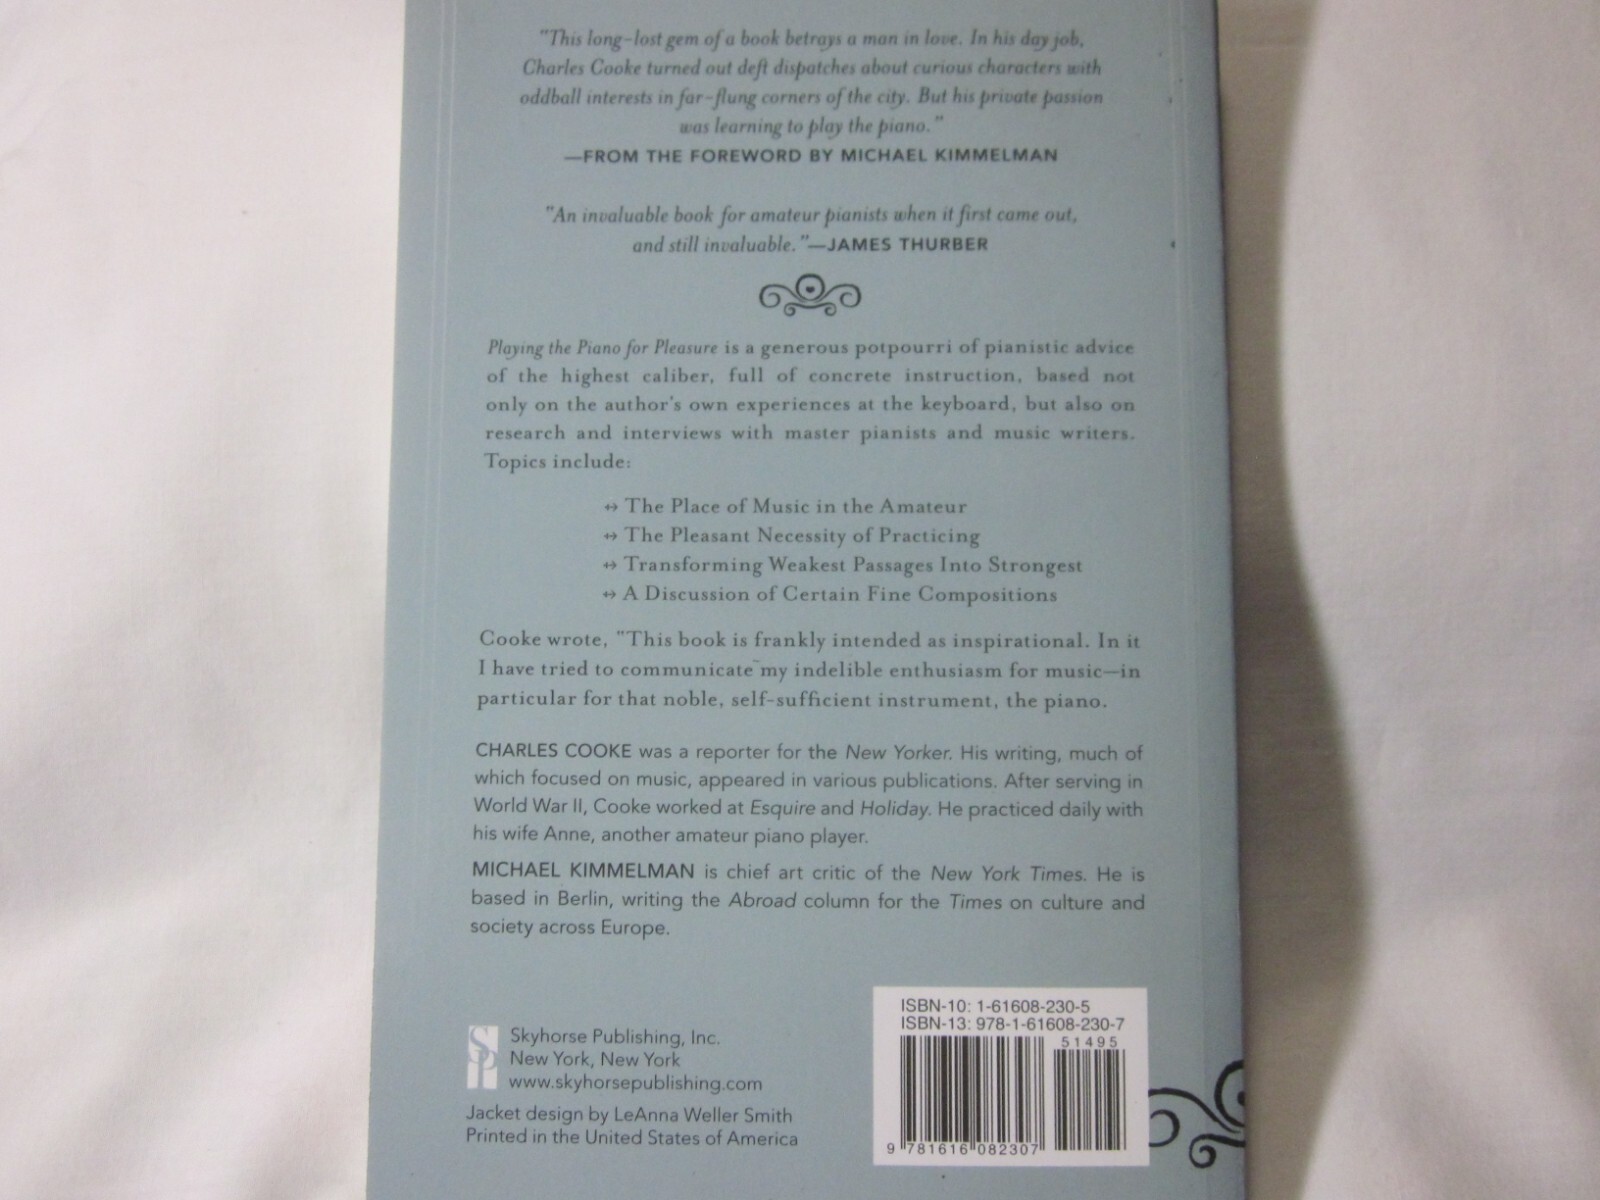 "This long-lost gem of a book betrays a man in love. In his day job,
Charles Cooke turned out deft dispatches about curious characters with
oddball interests in far-flung corners of the city. But his private passion
was learning to play the piano."
—FROM THE FOREWORD BY MICHAEL KIMMELMAN
"An invaluable book for amateur pianists when it first came out,
and still invaluable."—JAMES THURBER
Playing the Piano for Pleasure is a generous potpourri of pianistic advice
of the highest caliber, full of concrete instruction, based not
only on the author's own experiences at the keyboard, but also on
research and interviews with master pianists and music writers.
Topics include:
↔ The Place of Music in the Amateur
↔ The Pleasant Necessity of Practicing
↔ Transforming Weakest Passages Into Strongest
↔ A Discussion of Certain Fine Compositions
Cooke wrote, "This book is frankly intended as inspirational. In it
I have tried to communicate my indelible enthusiasm for music—in
particular for that noble, self-sufficient instrument, the piano.
CHARLES COOKE was a reporter for the New Yorker. His writing, much of
which focused on music, appeared in various publications. After serving in
World War II, Cooke worked at Esquire and Holiday. He practiced daily with
his wife Anne, another amateur piano player.
MICHAEL KIMMELMAN is chief art critic of the New York Times. He is
based in Berlin, writing the Abroad column for the Times on culture and
society across Europe.
SP
Skyhorse Publishing, Inc.
New York, New York
www.skyhorsepublishing.com
Jacket design by LeAnna Weller Smith
Printed in the United States of America
ISBN-10: 1-61608-230-5
ISBN-13: 978-1-61608-230-7
51495
9 781616 082307